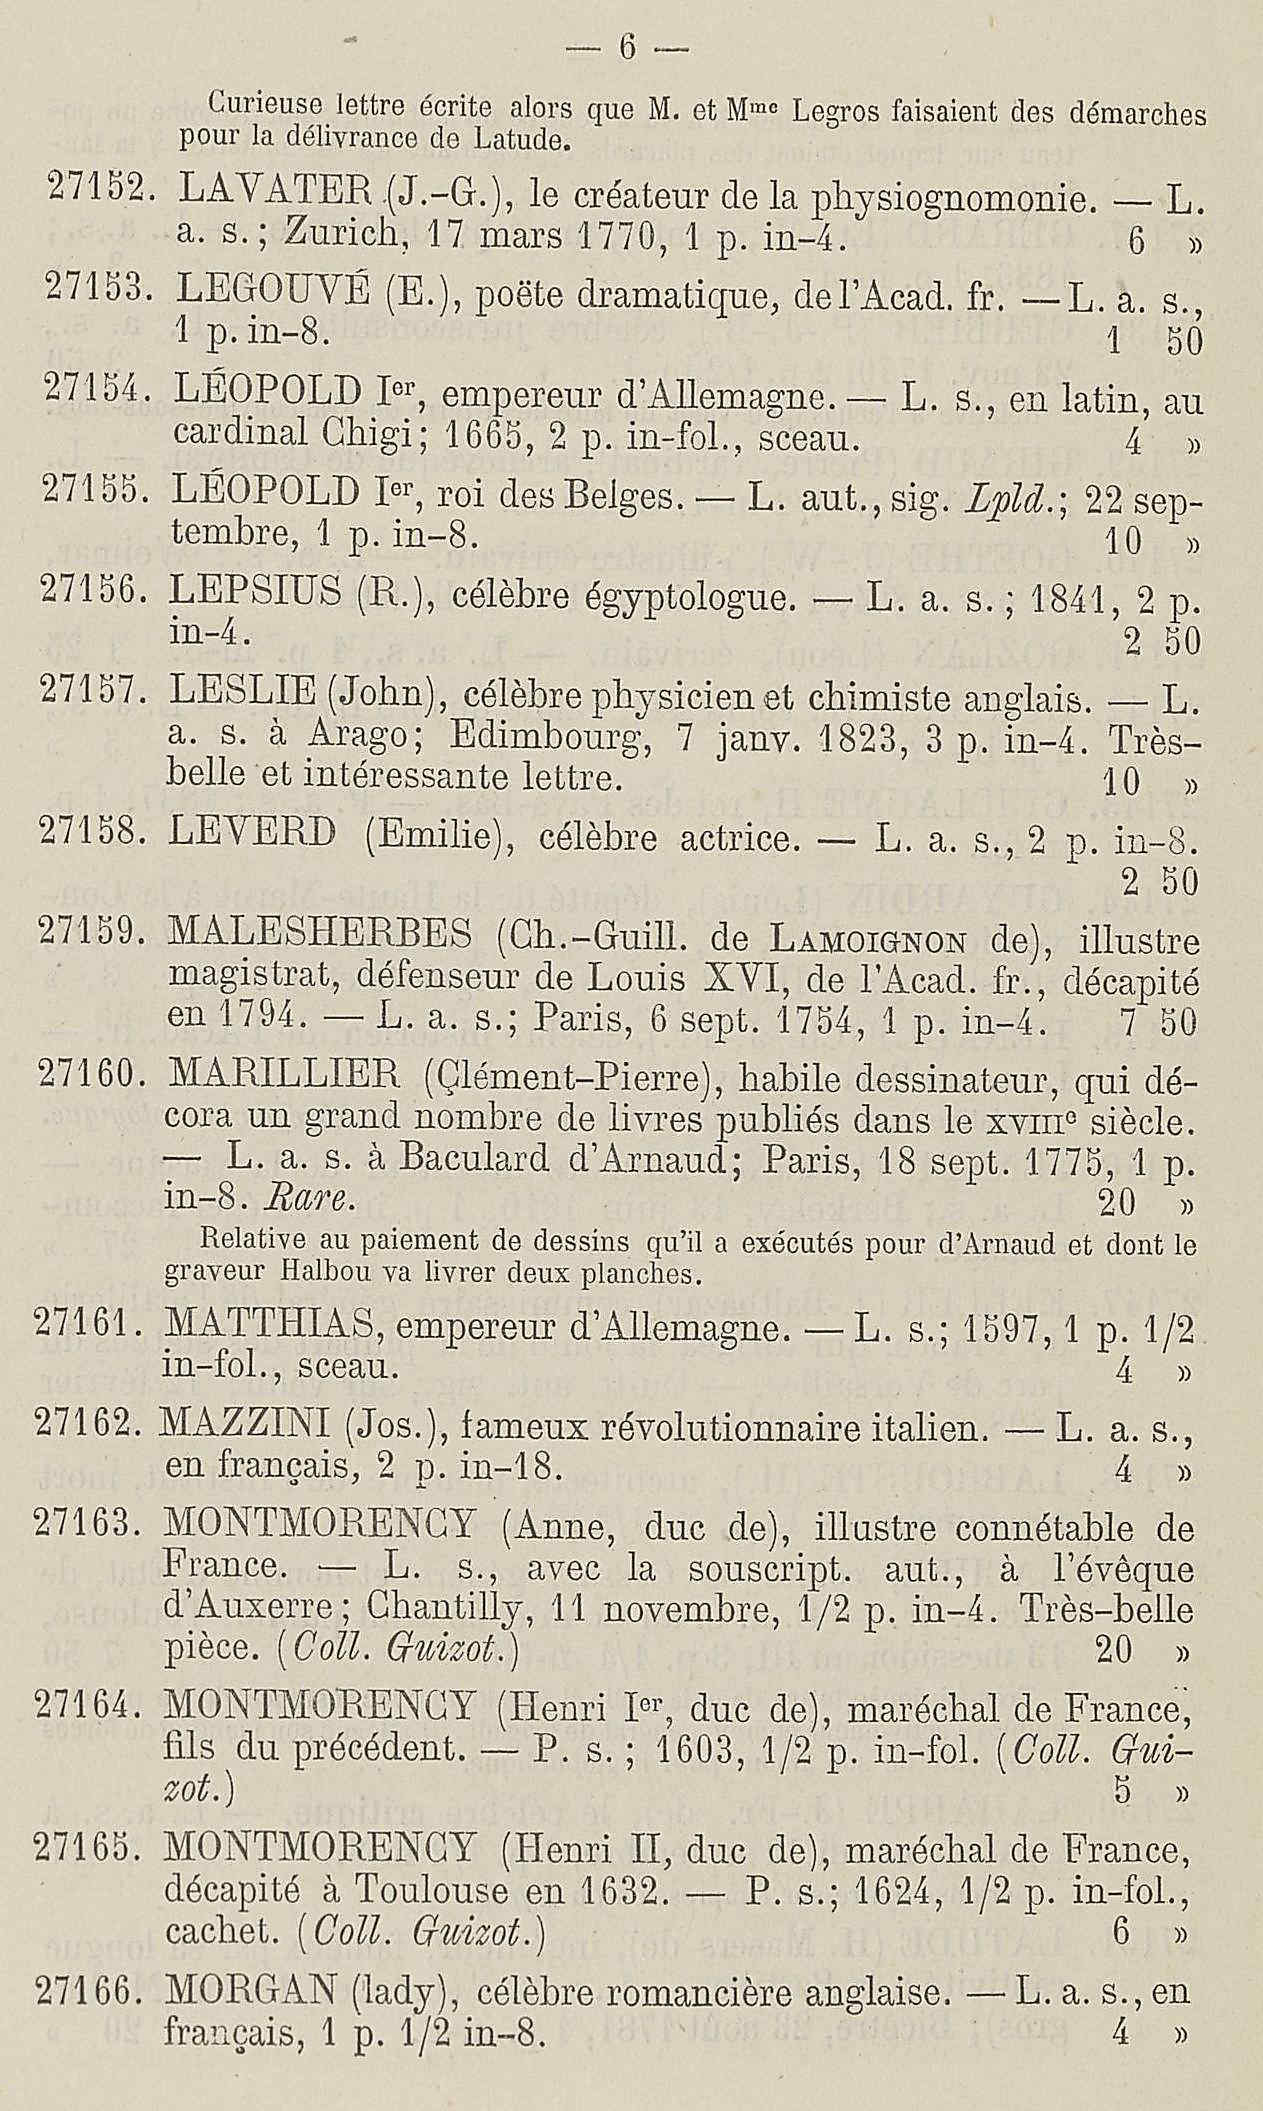 — 6 —
Curieuse lettre écrite alors que M. et Mme Legros faisaient des démarches
pour la délivrance de Latude.
27152. LAVATER (J.-G.), le créateur de la physiognomonie. — L.
a. s.; Zurich, 17 mars 1770, 1 p. in-4. 6 »
27153. LEGOUVÉ (E.), poëte dramatique, de l'Acad. fr. — L. a. s.,
1 p. in-8. 1 50
27154. LÉOPOLD Ier, empereur d'Allemagne. — L. s., en latin, au
cardinal Chigi; 1665, 2 p. in-fol., sceau. 4 »
27155. LÉOPOLD Ier, roi des Belges. — L. aut., sig. Lpld.; 22 sep-
tembre, 1 p. in-8. 10 »
27156. LEPSIUS (R.), célèbre égyptologue. — L. a. s.; 1841, 2 p.
in-4. 2 50
27157. LESLIE (John), célèbre physicien et chimiste anglais. — L.
a. s. à Arago; Edimbourg, 7 janv. 1823, 3 p. in-4. Très-
belle et intéressante lettre. 10 »
27158. LEVERD (Emilie), célèbre actrice. — L. a. s., 2 p. in-8.
2 50
27159. MALESHERBES (Ch.-Guill. de LAMOIGNON de), illustre
magistrat, défenseur de Louis XVI, de l'Acad. fr., décapité
en 1794. — L. a. s.; Paris, 6 sept. 1754, 1 p. in-4. 7 50
27160. MARILLIER (Clément-Pierre), habile dessinateur, qui dé-
cora un grand nombre de livres publiés dans le XVIIIe siècle.
— L. a. s. à Baculard d'Arnaud; Paris, 18 sept. 1775, 1 p.
in-8. Rare. 20 »
Relative au paiement de dessins qu'il a exécutés pour d'Arnaud et dont le
graveur Halbou va livrer deux planches.
27161. MATTHIAS, empereur d'Allemagne. — L. s.; 1597, 1 p. 1/2
in-fol., sceau. 4 »
27162. MAZZINI (Jos.), fameux révolutionnaire italien. — L. a. s.,
en français, 2 p. in-18. 4 »
27163. MONTMORENCY (Anne, duc de), illustre connétable de
France. — L. s., avec la souscript. aut., à l'évêque
d'Auxerre; Chantilly, 11 novembre, 1/2 p. in-4. Très-belle
pièce. (Coll. Guizot.) 20 »
27164. MONTMORENCY (Henri Ier, duc de), maréchal de France,
fils du précédent. — P. s.; 1603, 1/2 p. in-fol. (Coll. Gui-
zot.) 5 »
27165. MONTMORENCY (Henri II, duc de), maréchal de France,
décapité à Toulouse en 1632. — P. s.; 1624, 1/2 p. in-fol.,
cachet. (Coll. Guizot.) 6 »
27166. MORGAN (lady), célèbre romancière anglaise. — L. a. s., en
français, 1 p. 1/2 in-8. 4 »